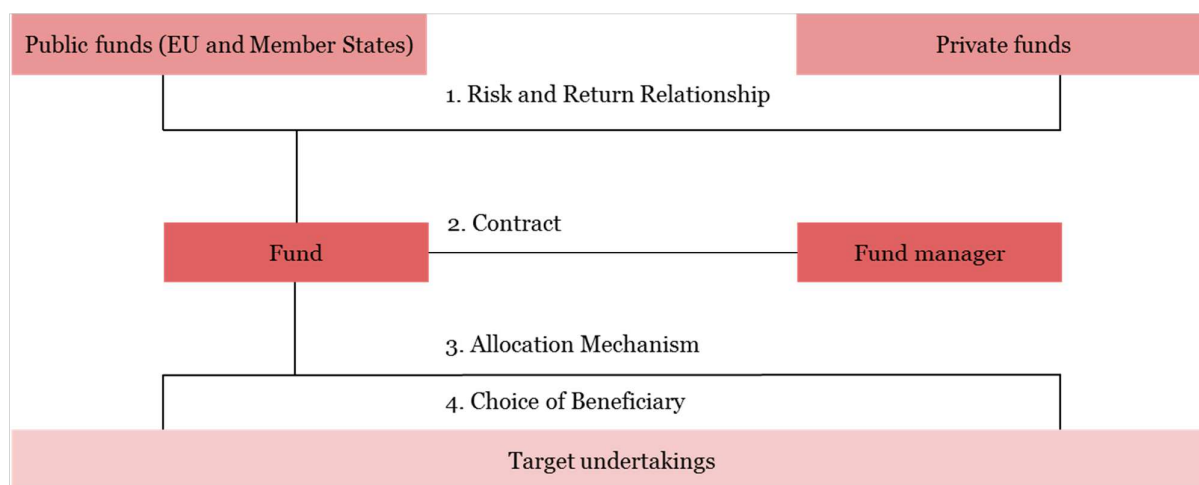 Public funds (EU and Member States)
Private funds
1. Risk and Return Relationship
2. Contract
Fund
Fund manager
3. Allocation Mechanism
4. Choice of Beneficiary
Target undertakings